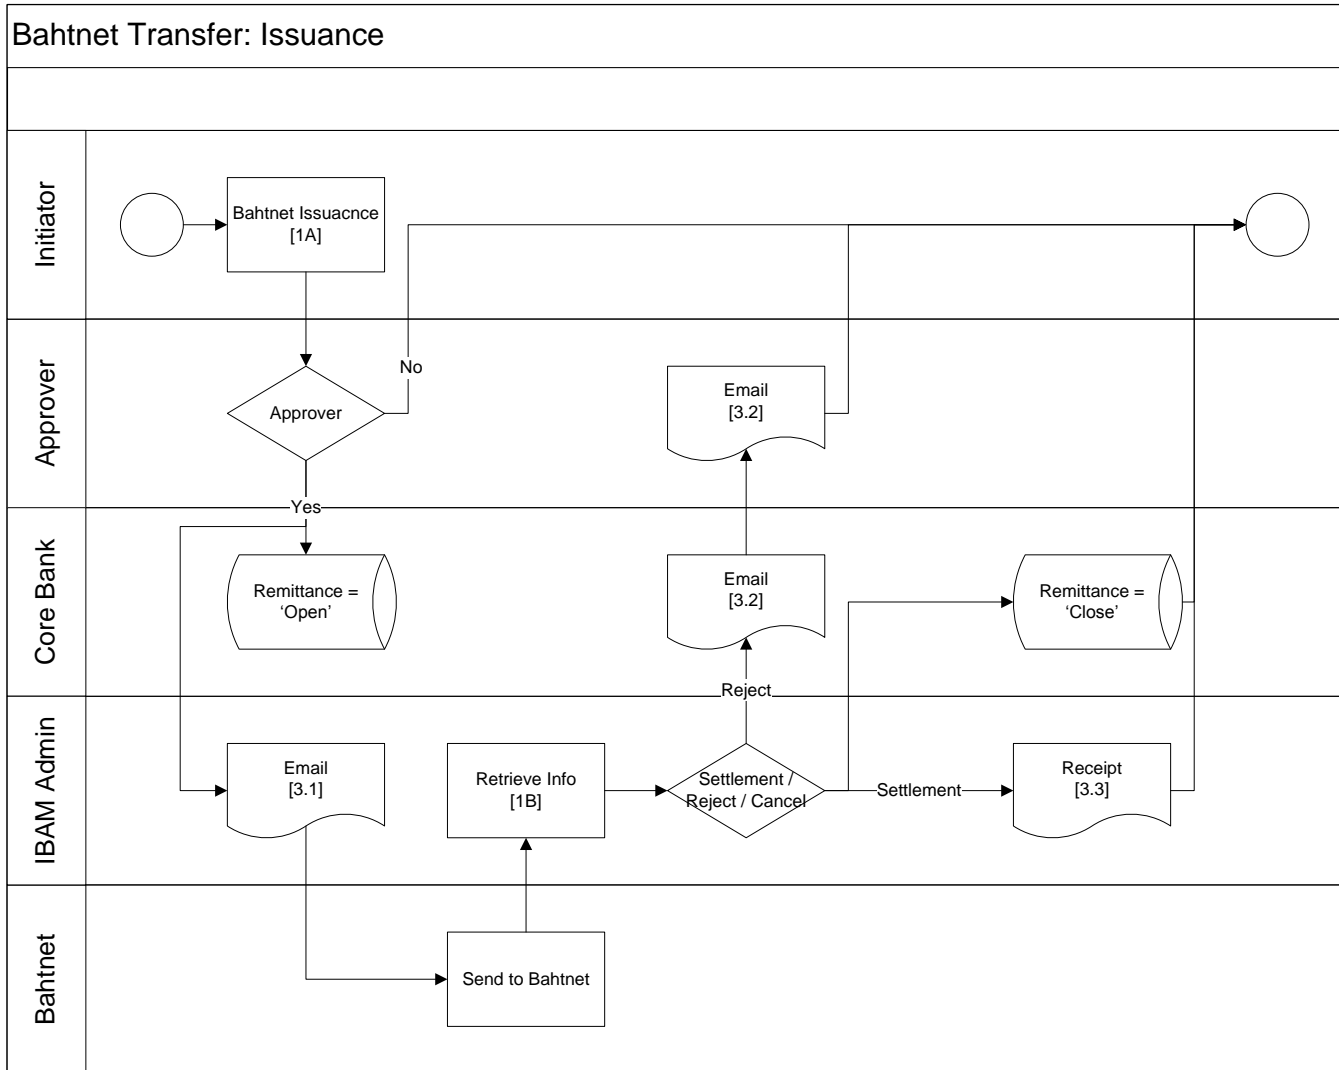 Bahtnet Transfer: Issuance
Initiator
Bahtnet Issuacnce
[1A]
Approver
Approver
No
Yes
Email
[3.2]
Core Bank
Remittance =
‘Open’
Email
[3.2]
Remittance =
‘Close’
Reject
IBAM Admin
Email
[3.1]
Retrieve Info
[1B]
Settlement /
Reject / Cancel
Settlement
Receipt
[3.3]
Bahtnet
Send to Bahtnet